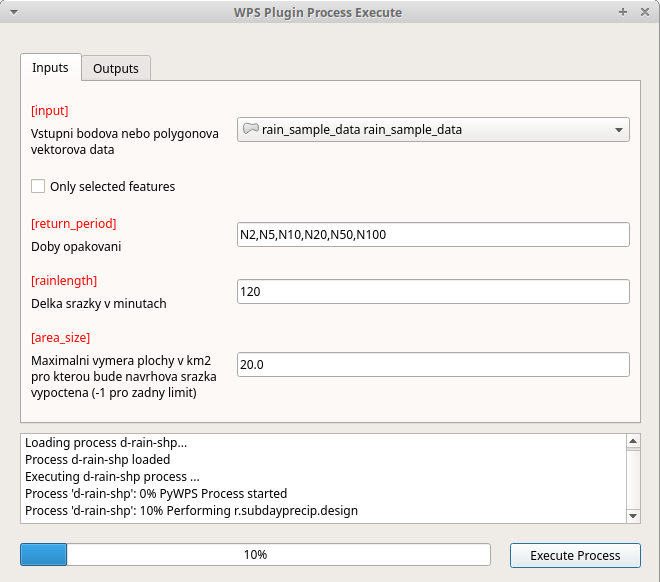 WPS Plugin Process Execute
Inputs
Outputs
[input]
Vstupni bodova nebo polygonova
vektorova data
rain_sample_data rain_sample_data
Only selected features
[return_period]
Doby opakovani
N2,N5,N10,N20,N50,N100
[rainlength]
Delka srazky v minutach
120
[area_size]
Maximalni vymera plochy v km2
pro kterou bude navrhova srazka
vypoctena (-1 pro zadny limit)
20.0
Loading process d-rain-shp...
Process d-rain-shp loaded
Executing d-rain-shp process ...
Process 'd-rain-shp': 0% PyWPS Process started
Process 'd-rain-shp': 10% Performing r.subdayprecip.design
10%
Execute Process